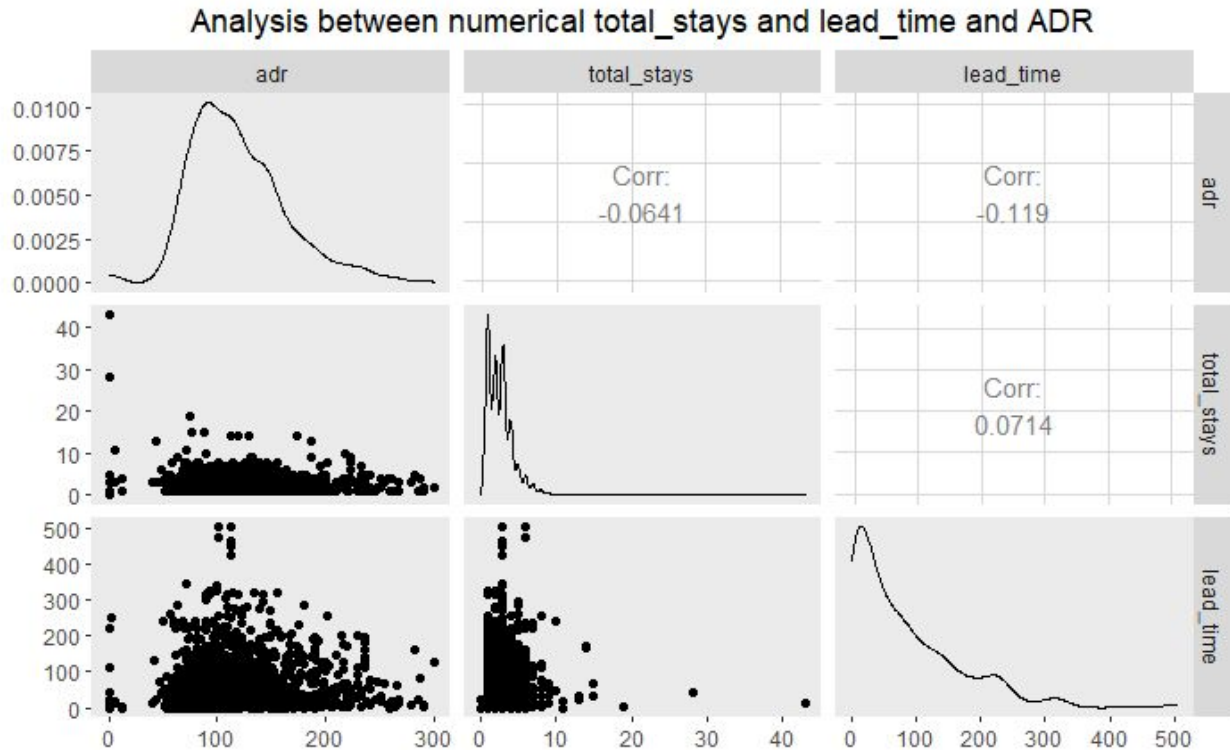 Analysis between numerical total_stays and lead_time and ADR
adr total_stays lead_time
0.0100
0.0075
0.0050
0.0025
0.0000
Corr:
-0.0641
Corr:
-0.119
adr
40
30
20
10
0
Corr:
0.0714
total_stays
500
400
300
200
100
0
lead_time
0 100 200 300 0 10 20 30 40 0 100 200 300 400 500